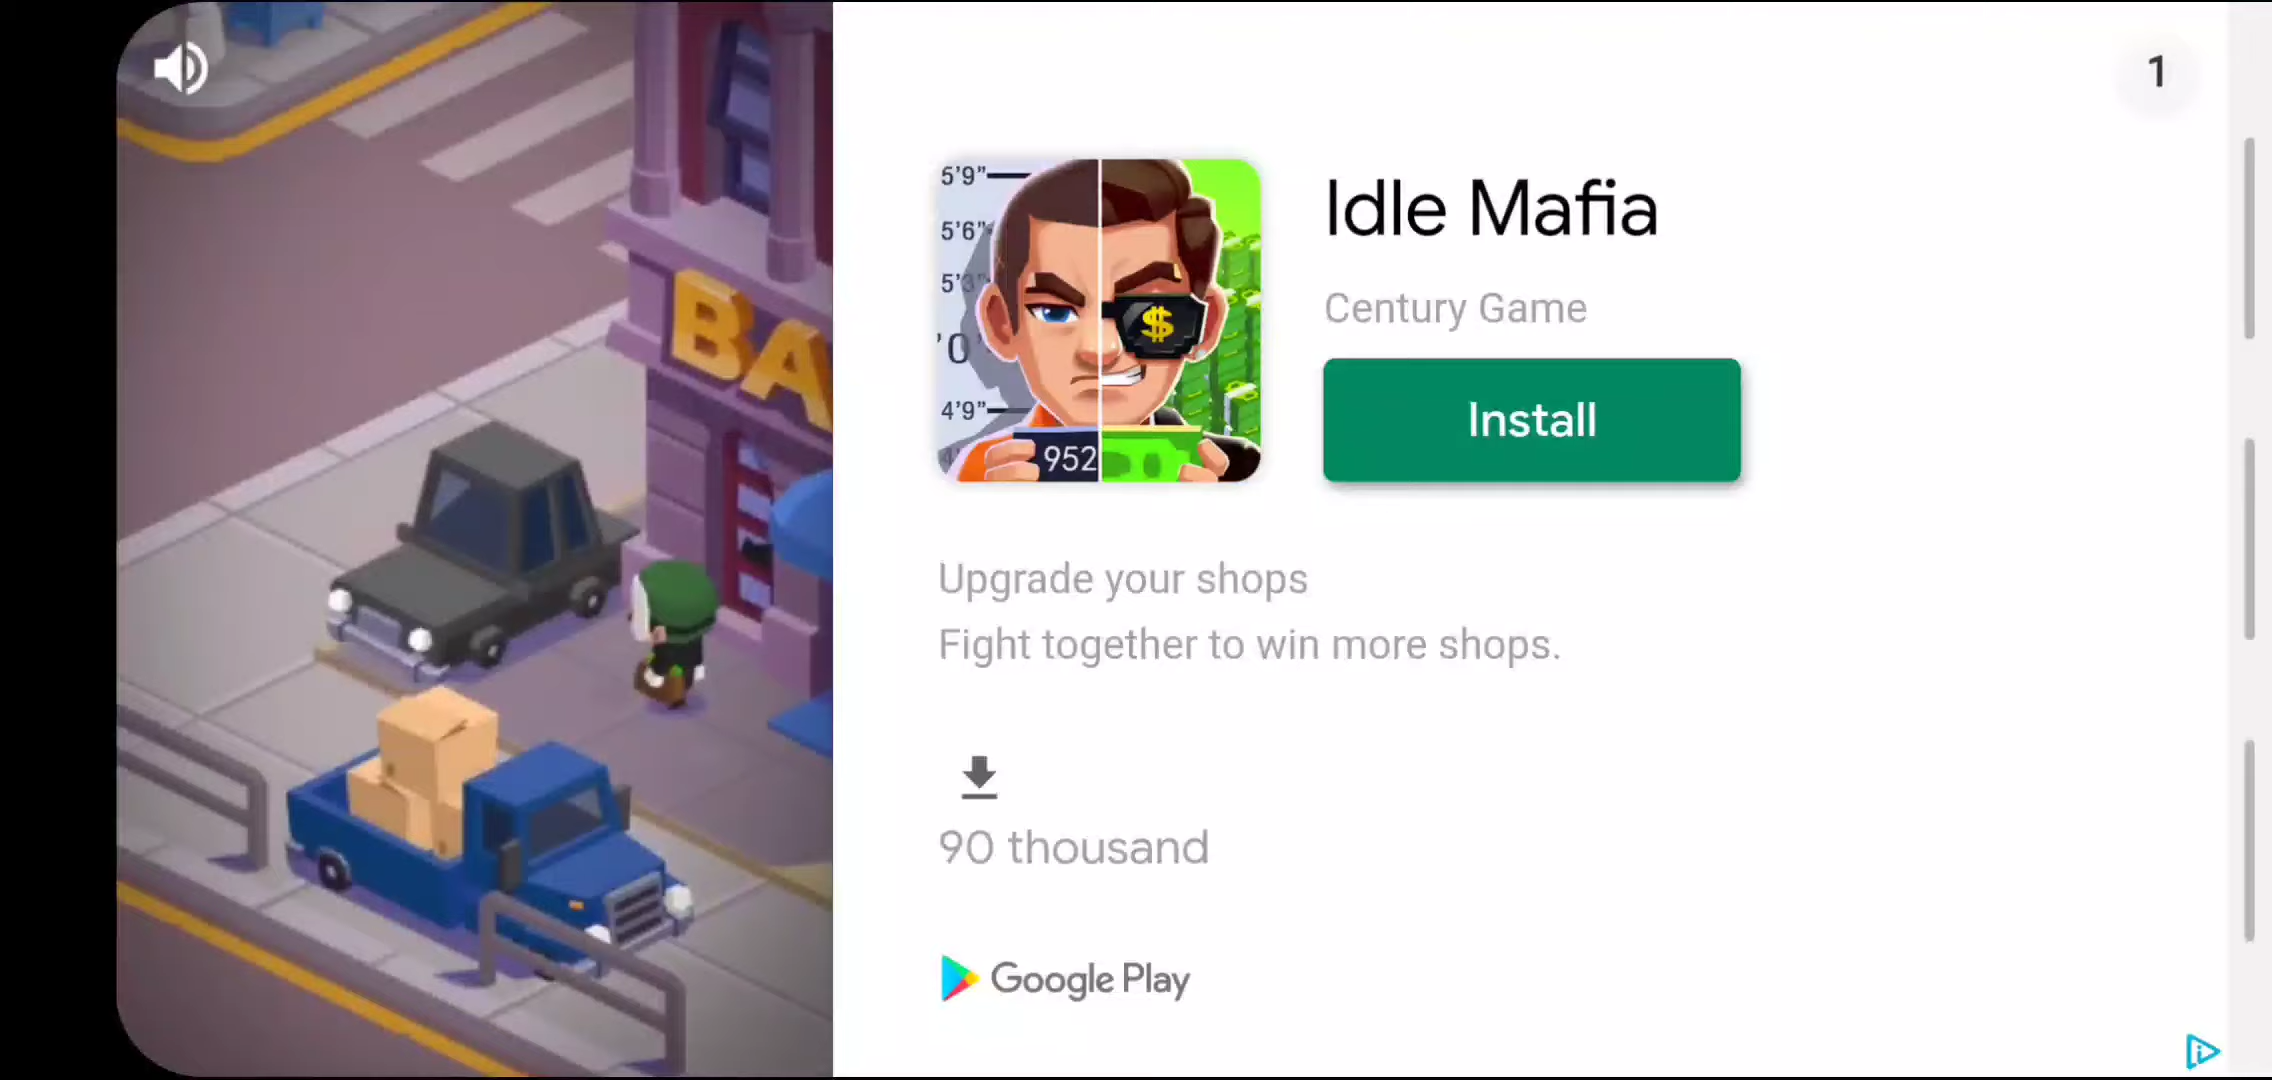 1
BA
5'9"
5'6"
4'9"
952
Idle Mafia
Century Game
Install
Upgrade your shops
Fight together to win more shops.
90 thousand
Google Play